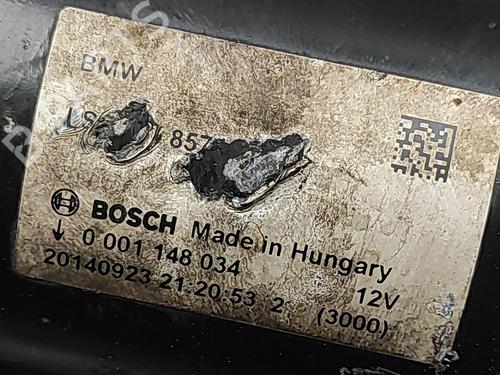 BMW
857
BOSCH Made in Hungary
0 001 148 034 12V
20140923 21:20:53 2 (3000)